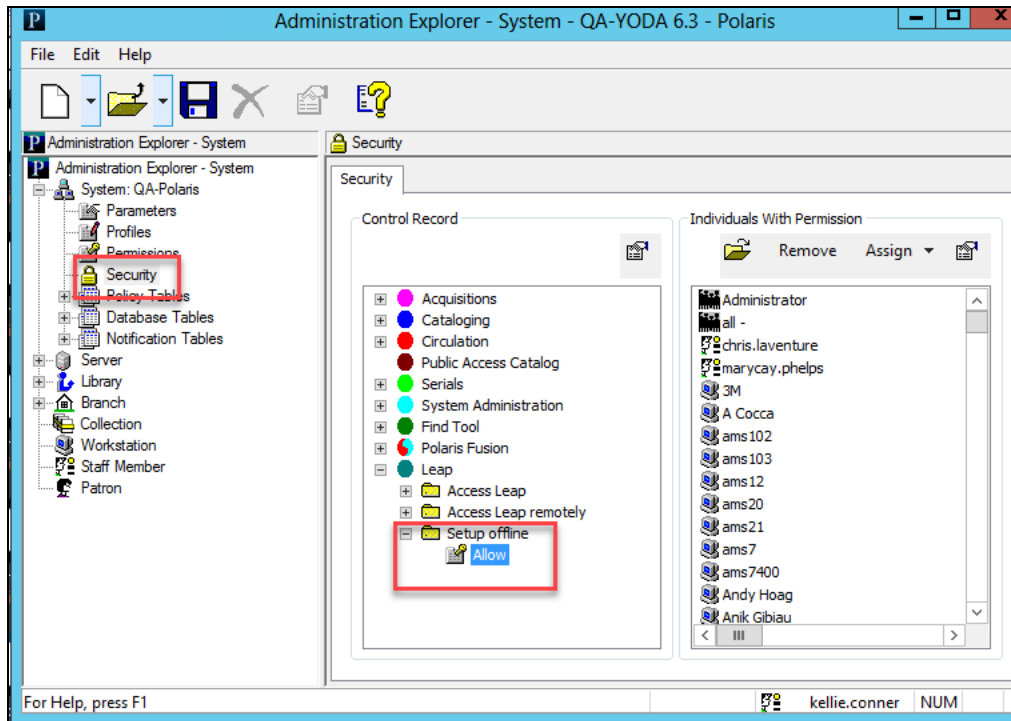 P Administration Explorer - System - QA-YODA 6.3 - Polaris X
File Edit Help
P Administration Explorer - System
Security
P Administration Explorer - System
System: QA-Polaris
Parameters
Profiles
Permissions
Security
Policy Tables
Database Tables
Notification Tables
Server
Library
Branch
Collection
Workstation
Staff Member
Patron
Security
Control Record
Acquisitions
Cataloging
Circulation
Public Access Catalog
Serials
System Administration
Find Tool
Polaris Fusion
Leap
Access Leap
Access Leap remotely
Setup offline
Allow
Individuals With Permission
Remove Assign
Administrator
all -
chris.laventure
marycay.phelps
3M
A Cocca
ams102
ams103
ams12
ams20
ams21
ams7
ams7400
Andy Hoag
Anik Gibiau
For Help, press F1 kellie.conner NUM